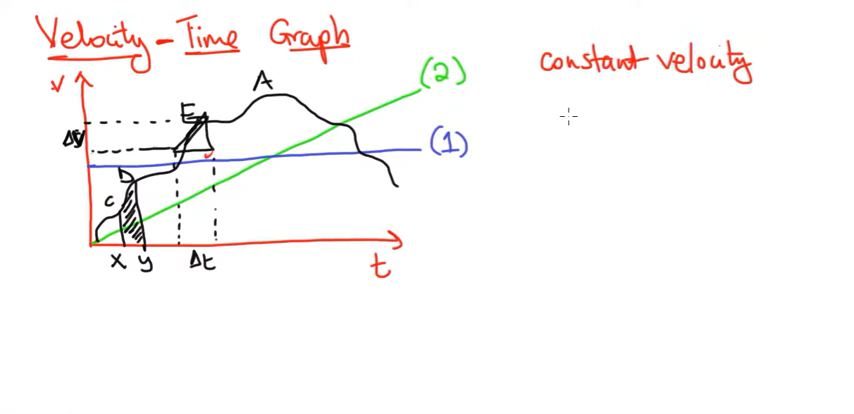 Velocity - Time Graph
constant velocity
(2)
V
A
E
ΔV
(1)
D
C
X y Δt
t